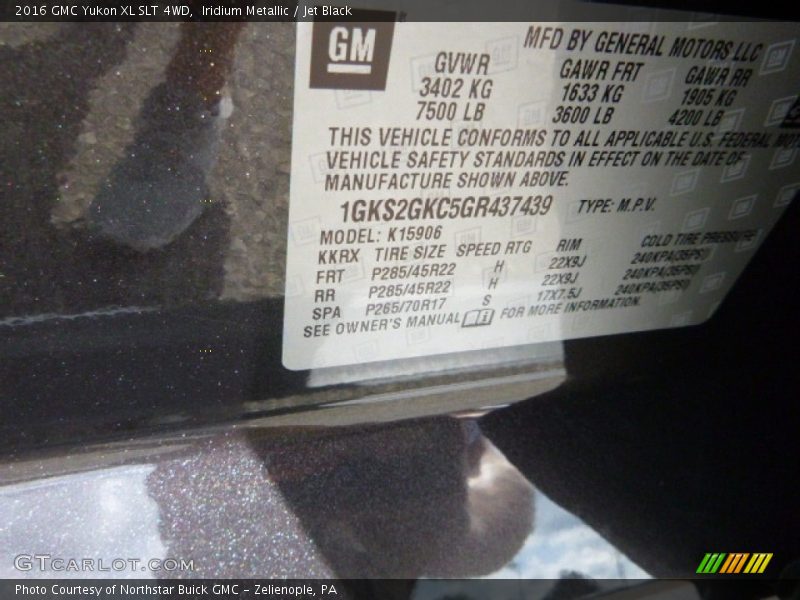 2016 GMC Yukon XL SLT 4WD, Iridium Metallic / Jet Black
GM
MFD BY GENERAL MOTORS LLC
GVWR GAWR FRT GAWR RR
3402 KG 1633 KG 1905 KG
7500 LB 3600 LB 4200 LB
THIS VEHICLE CONFORMS TO ALL APPLICABLE U.S. FEDERAL
VEHICLE SAFETY STANDARDS IN EFFECT ON THE DATE OF
MANUFACTURE SHOWN ABOVE.
1GKS2GKC5GR437439 TYPE: M.P.V.
MODEL: K15906
KKRX TIRE SIZE SPEED RTG RIM COLD TIRE PRESSURE
FRT P285/45R22 H 22X9J 240KPA(35PSI)
RR P285/45R22 H 22X9J 240KPA(35PSI)
SPA P265/70R17 S 17X7.5J 240KPA(35PSI)
SEE OWNER'S MANUAL i FOR MORE INFORMATION.
GTcarlot.com
Photo Courtesy of Northstar Buick GMC - Zelienople, PA